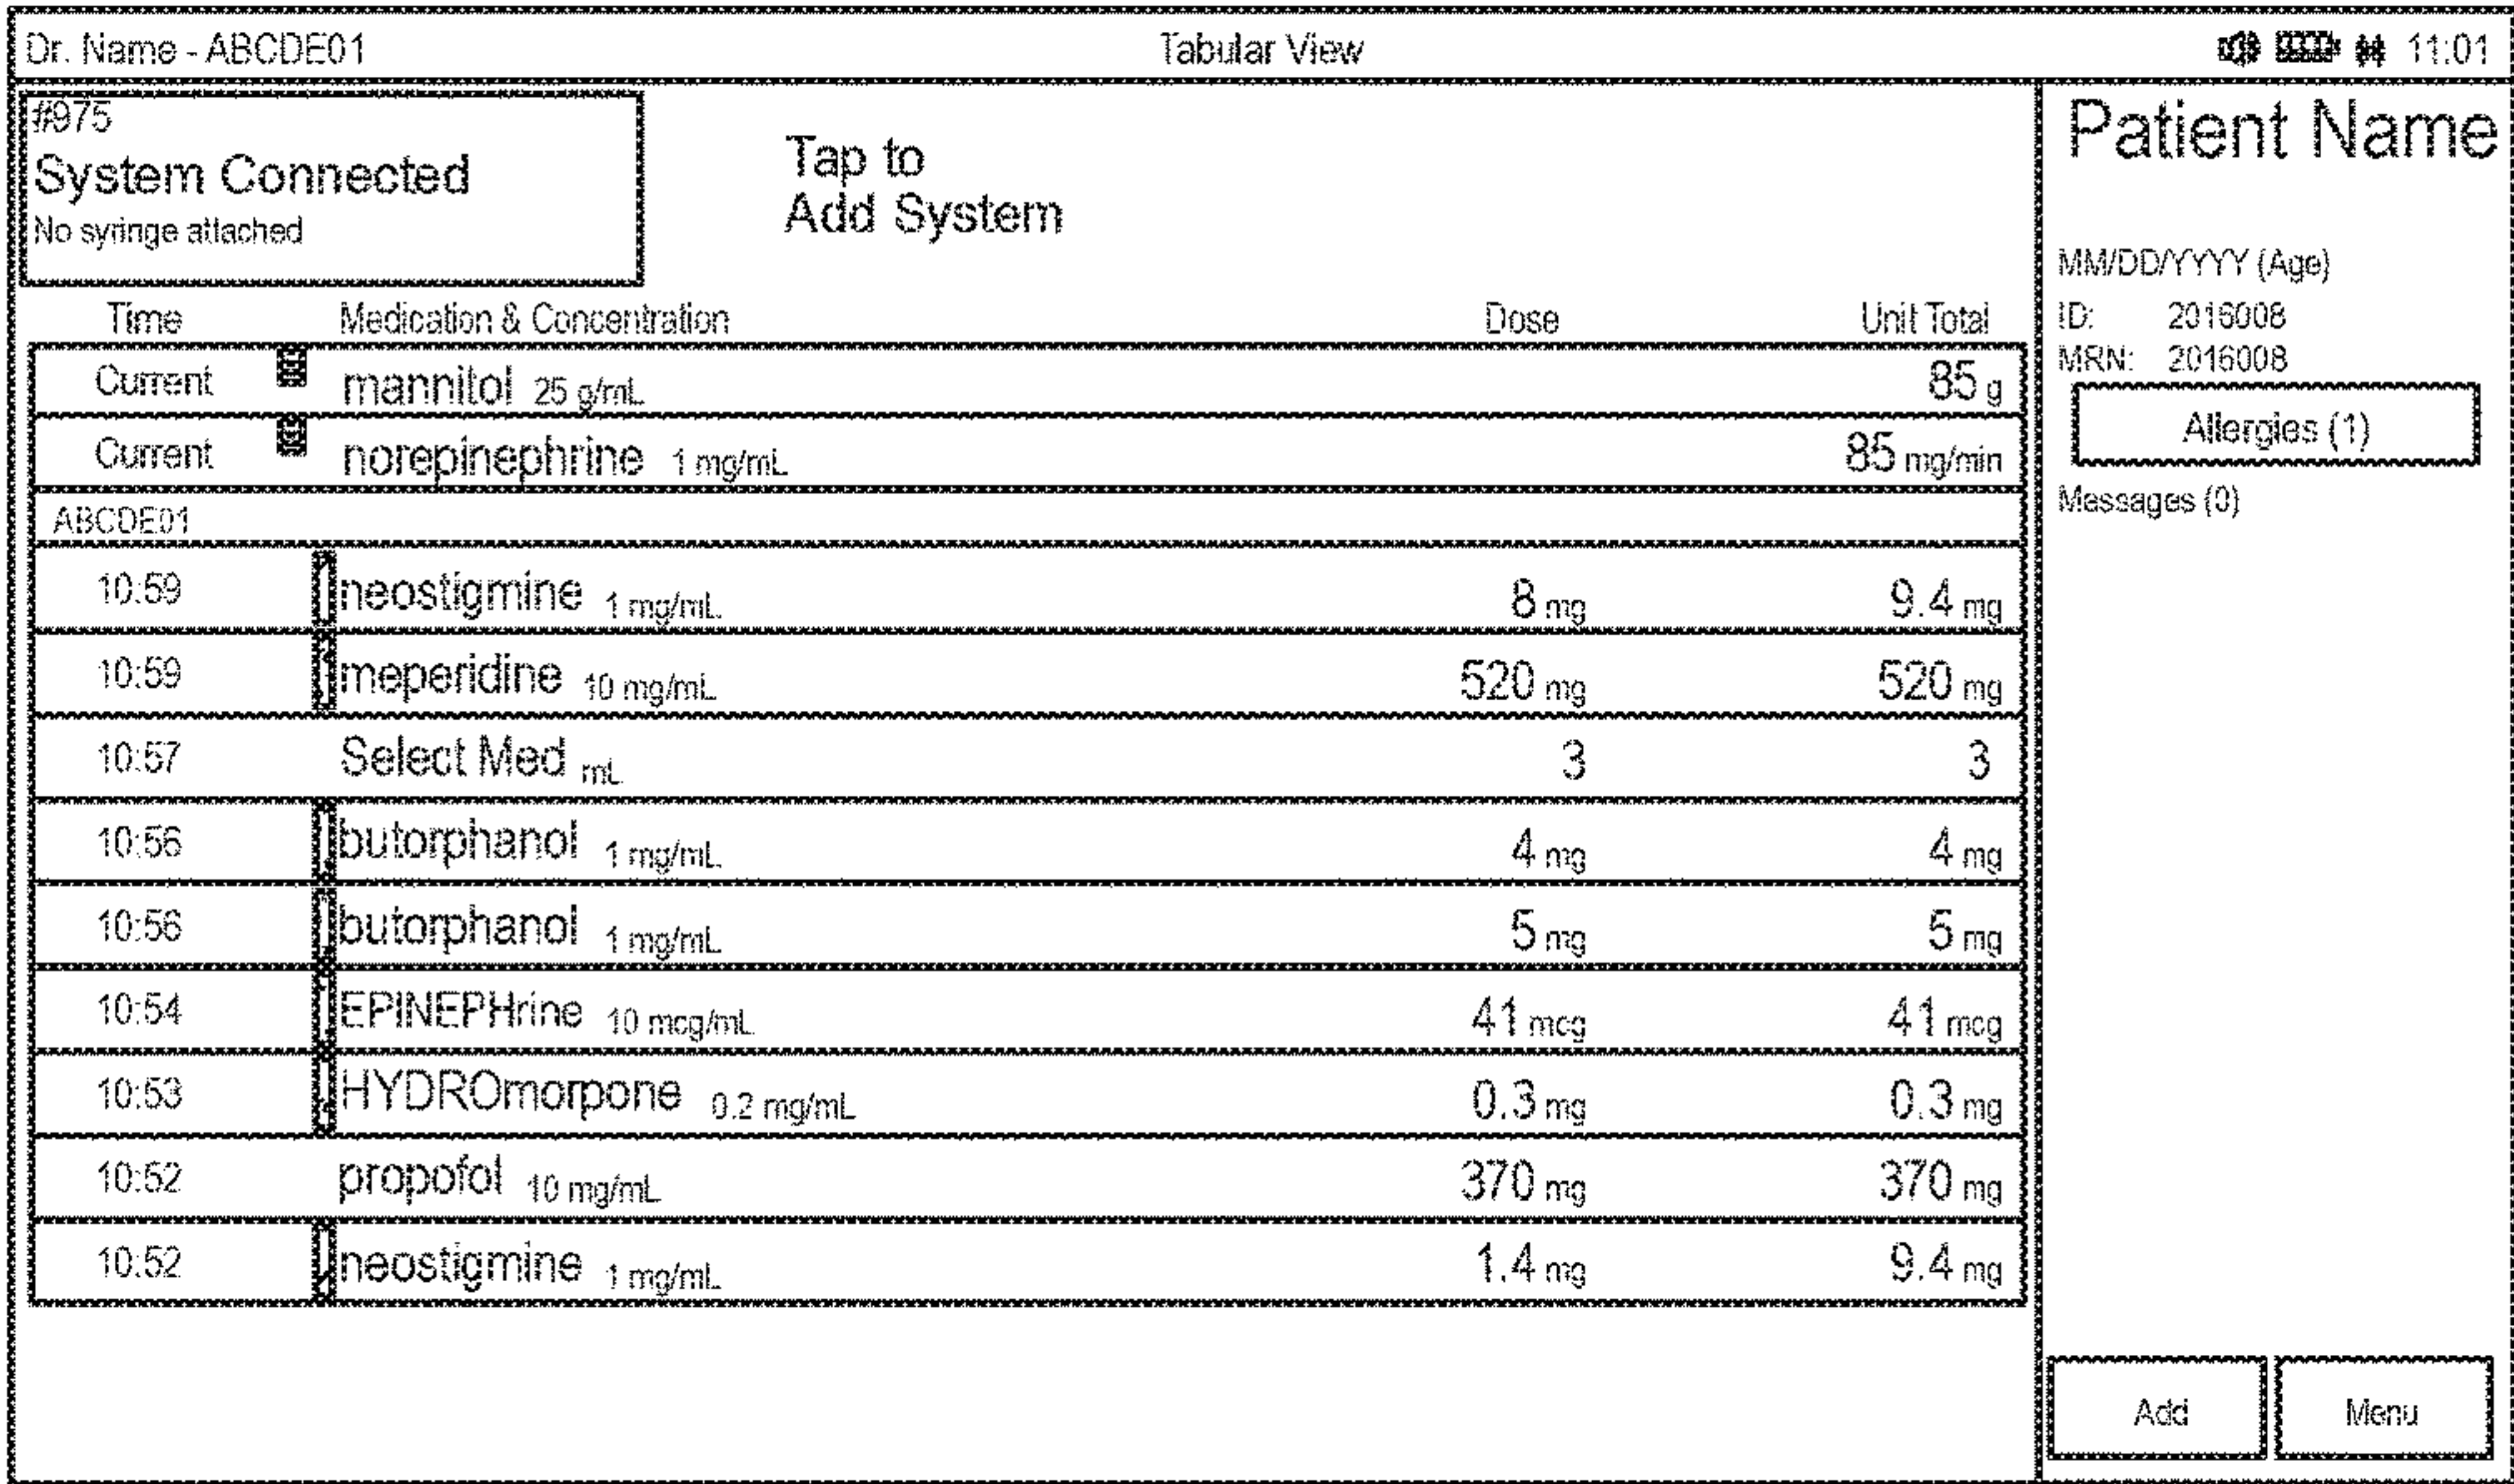 Dr. Name - ABCDE01 Tabular View 11:01
#975
System Connected
No syringe attached
Tap to
Add System
Time Medication & Concentration Dose Unit Total
Current mannitol 25 g/mL 85 g
Current norepinephrine 1 mg/mL 85 mg/min
ABCDE01
10:59 neostigmine 1 mg/mL 8 mg 9.4 mg
10:59 meperidine 10 mg/mL 520 mg 520 mg
10:57 Select Med mL 3 3
10:56 butorphanol 1 mg/mL 4 mg 4 mg
10:56 butorphanol 1 mg/mL 5 mg 5 mg
10:54 EPINEPHrine 10 mcg/mL 41 mcg 41 mcg
10:53 HYDROmorpone 0.2 mg/mL 0.3 mg 0.3 mg
10:52 propofol 10 mg/mL 370 mg 370 mg
10:52 neostigmine 1 mg/mL 1.4 mg 9.4 mg
Patient Name
MM/DD/YYYY (Age)
ID: 2016008
MRN: 2016008
Allergies (1)
Messages (0)
Add Menu